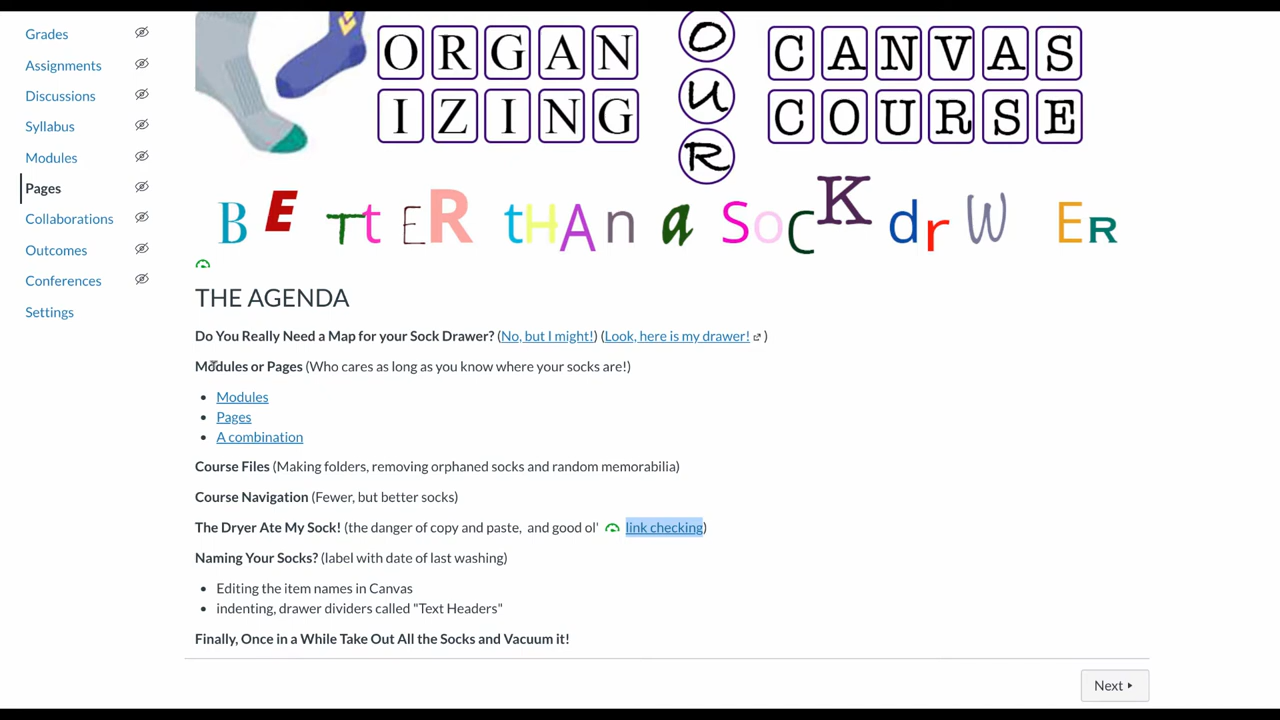 Grades
Assignments
Discussions
Syllabus
Modules
Pages
Collaborations
Outcomes
Conferences
Settings
ORGAN
IZING
OUR
CANVAS
COURSE
BETtER tHAn a SocK drWER
THE AGENDA
Do You Really Need a Map for your Sock Drawer? (No, but I might!) (Look, here is my drawer! )
Modules or Pages (Who cares as long as you know where your socks are!)
• Modules
• Pages
• A combination
Course Files (Making folders, removing orphaned socks and random memorabilia)
Course Navigation (Fewer, but better socks)
The Dryer Ate My Sock! (the danger of copy and paste, and good ol' link checking)
Naming Your Socks? (label with date of last washing)
• Editing the item names in Canvas
• indenting, drawer dividers called "Text Headers"
Finally, Once in a While Take Out All the Socks and Vacuum it!
Next